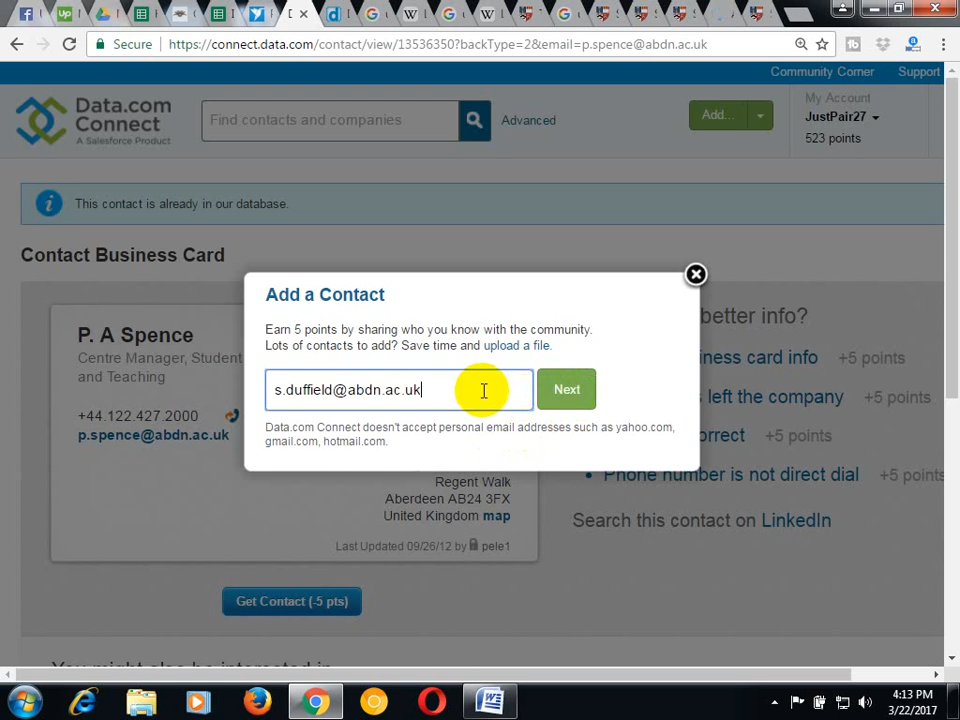 Secure https://connect.data.com/contact/view/13536350?backType=2&email=p.spence@abdn.ac.uk
Community Corner Support
Data.com
Connect
A Salesforce Product
Find contacts and companies
Advanced
Add...
My Account
JustPair27
523 points
This contact is already in our database.
Contact Business Card
P. A Spence
Centre Manager, Student
and Teaching
+44.122.427.2000
p.spence@abdn.ac.uk
Regent Walk
Aberdeen AB24 3FX
United Kingdom map
Last Updated 09/26/12 by pele1
Get Contact (-5 pts)
better info?
iness card info +5 points
left the company +5 points
orrect +5 points
Phone number is not direct dial +5 points
Search this contact on LinkedIn
Add a Contact
Earn 5 points by sharing who you know with the community.
Lots of contacts to add? Save time and upload a file.
s.duffield@abdn.ac.uk
Next
Data.com Connect doesn't accept personal email addresses such as yahoo.com,
gmail.com, hotmail.com.
You might also be interested in
4:13 PM
3/22/2017